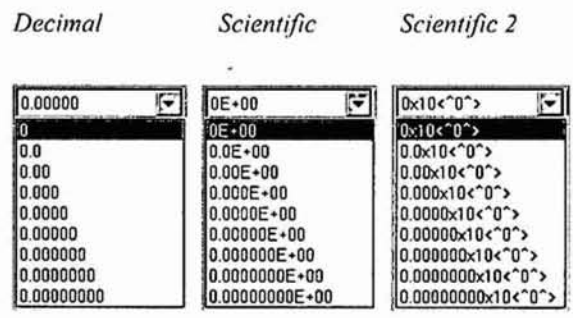 Decimal Scientific Scientific 2
0.00000 0E+00 0x10<^0^>
0 0E+00 0x10<^0^>
0.0 0.0E+00 0.0x10<^0^>
0.00 0.00E+00 0.00x10<^0^>
0.000 0.000E+00 0.000x10<^0^>
0.0000 0.0000E+00 0.0000x10<^0^>
0.00000 0.00000E+00 0.00000x10<^0^>
0.000000 0.000000E+00 0.000000x10<^0^>
0.0000000 0.0000000E+00 0.0000000x10<^0^>
0.00000000 0.00000000E+00 0.00000000x10<^0^>